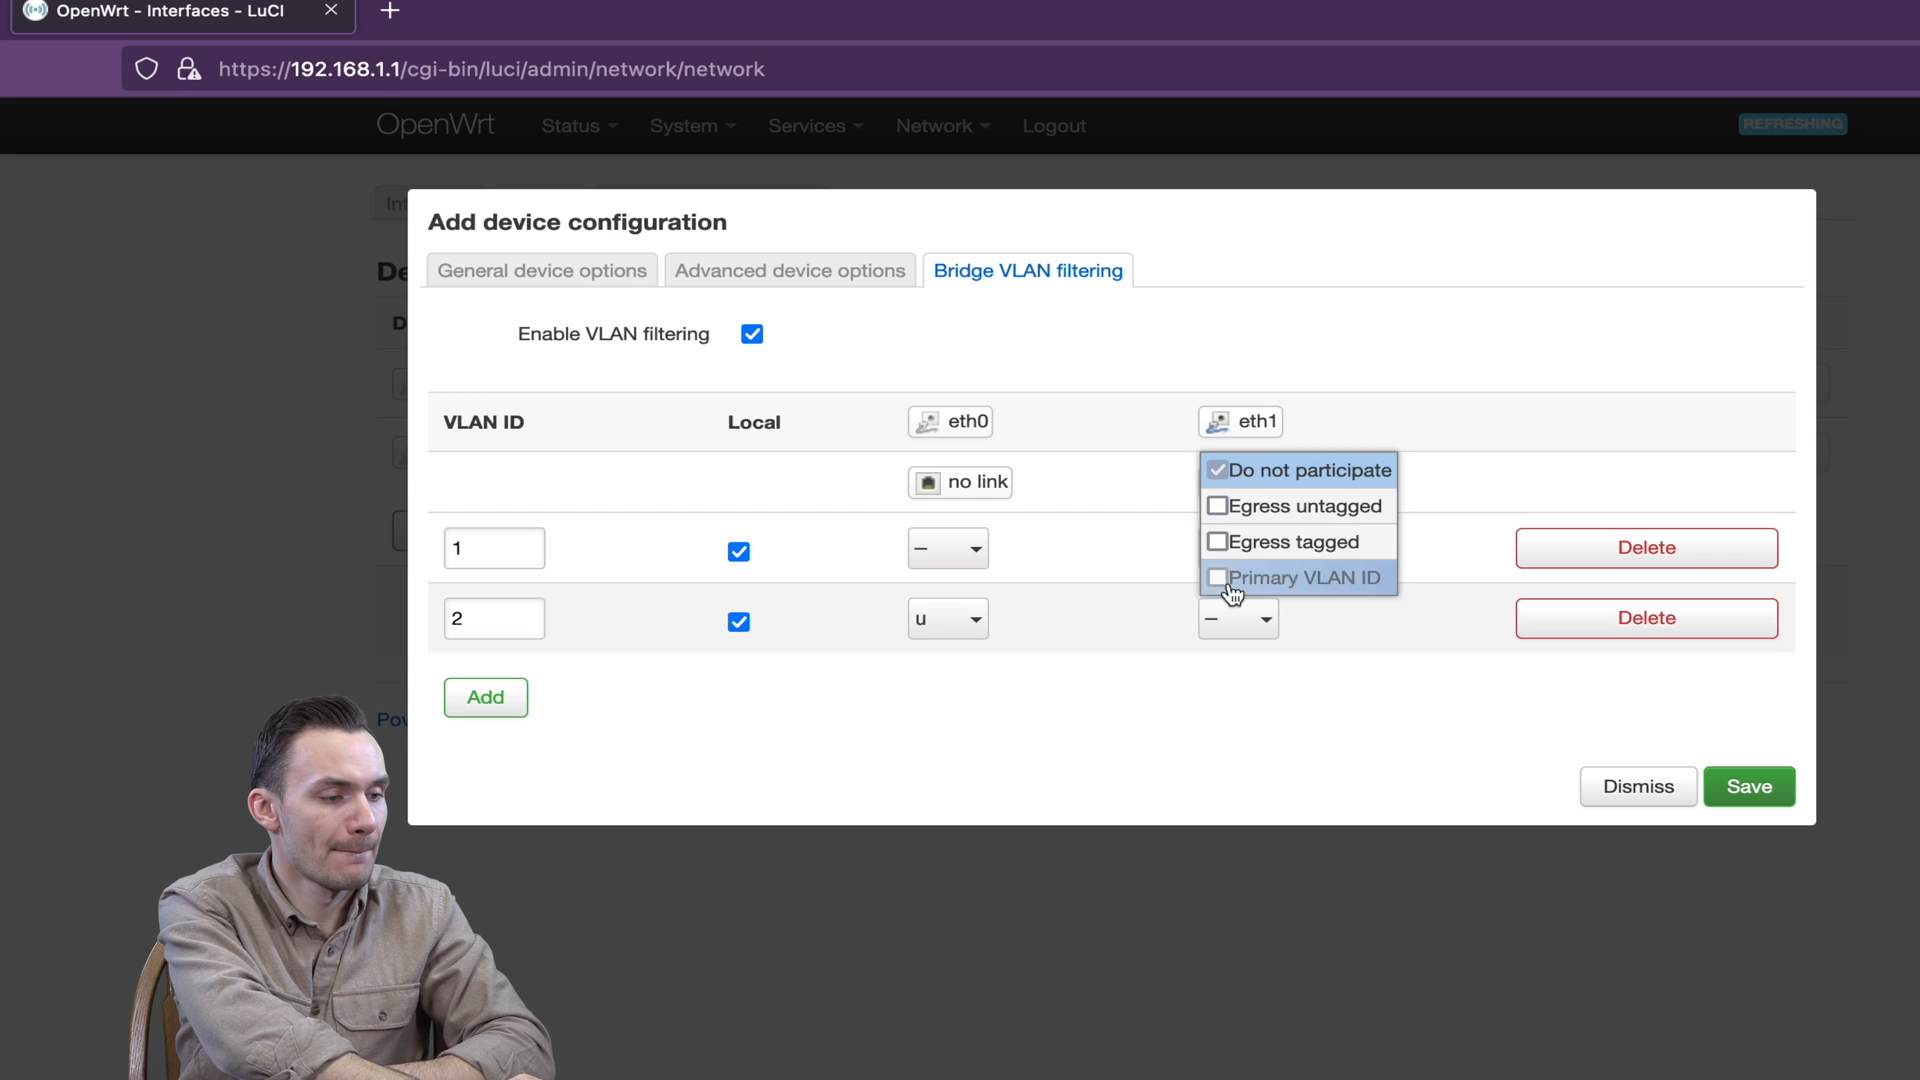 OpenWrt - Interfaces - LuCI × +
https://192.168.1.1/cgi-bin/luci/admin/network/network
OpenWrt Status System Services Network Logout REFRESHING
Add device configuration
General device options Advanced device options Bridge VLAN filtering
Enable VLAN filtering
VLAN ID Local eth0 eth1
no link
Do not participate
Egress untagged
Egress tagged
Primary VLAN ID
1 – Delete
2 u – Delete
Add
Dismiss Save